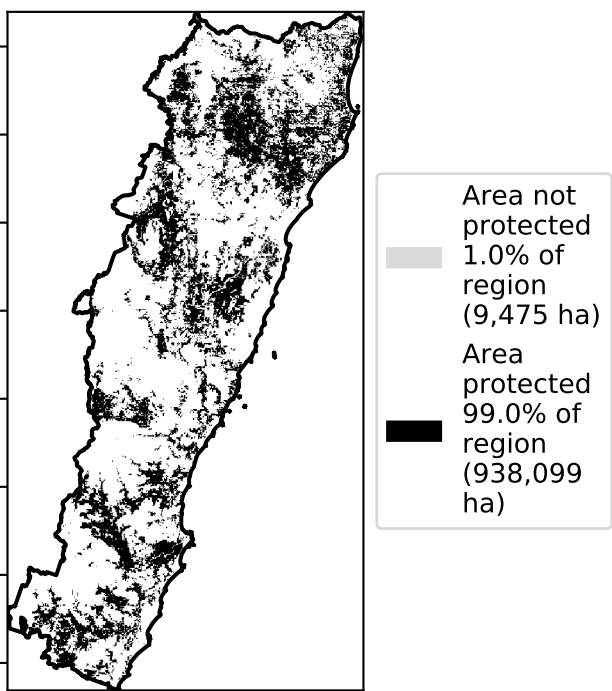 Area not
protected
1.0% of
region
(9,475 ha)
Area
protected
99.0% of
region
(938,099
ha)